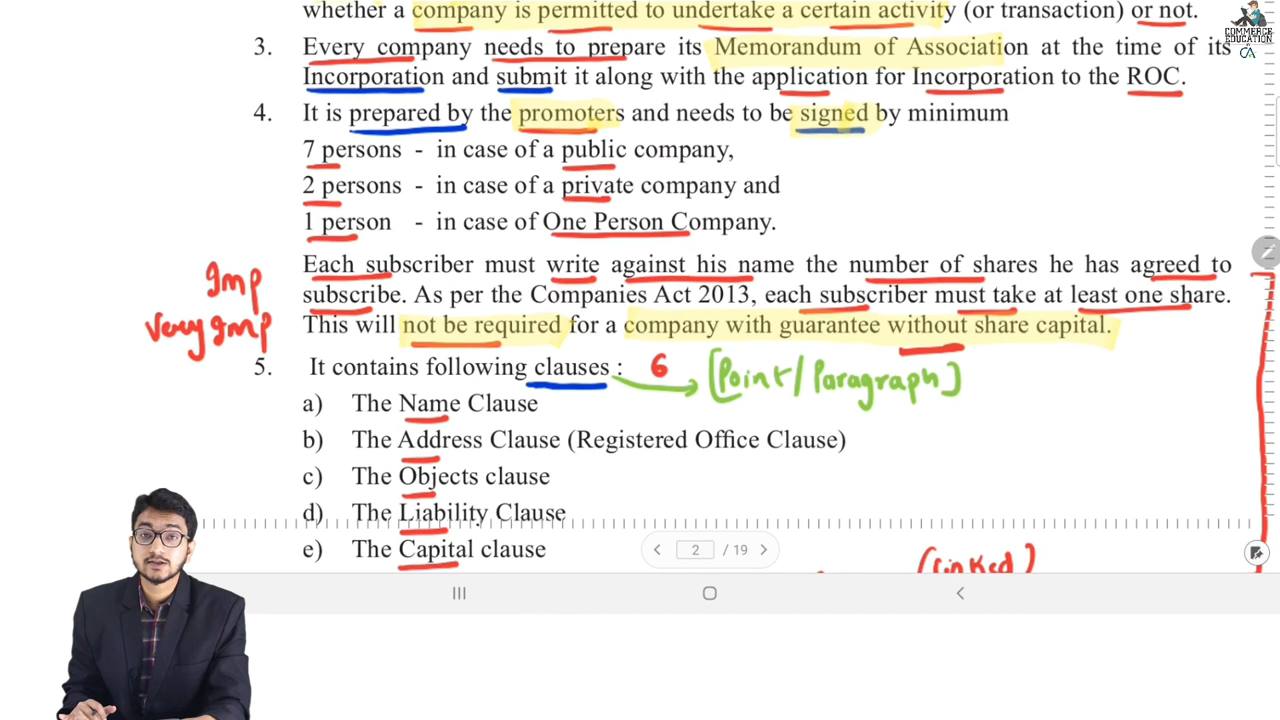 whether a company is permitted to undertake a certain activity (or transaction) or not.
COMMERCE
EDUCATION
CA
3. Every company needs to prepare its Memorandum of Association at the time of its
Incorporation and submit it along with the application for Incorporation to the ROC.
4. It is prepared by the promoters and needs to be signed by minimum
7 persons - in case of a public company,
2 persons - in case of a private company and
1 person - in case of One Person Company.
Imp
Each subscriber must write against his name the number of shares he has agreed to
subscribe. As per the Companies Act 2013, each subscriber must take at least one share.
Very Imp
This will not be required for a company with guarantee without share capital.
5. It contains following clauses : 6 [Point/Paragraph]
a) The Name Clause
b) The Address Clause (Registered Office Clause)
c) The Objects clause
d) The Liability Clause
e) The Capital clause
2 / 19
(Linked)